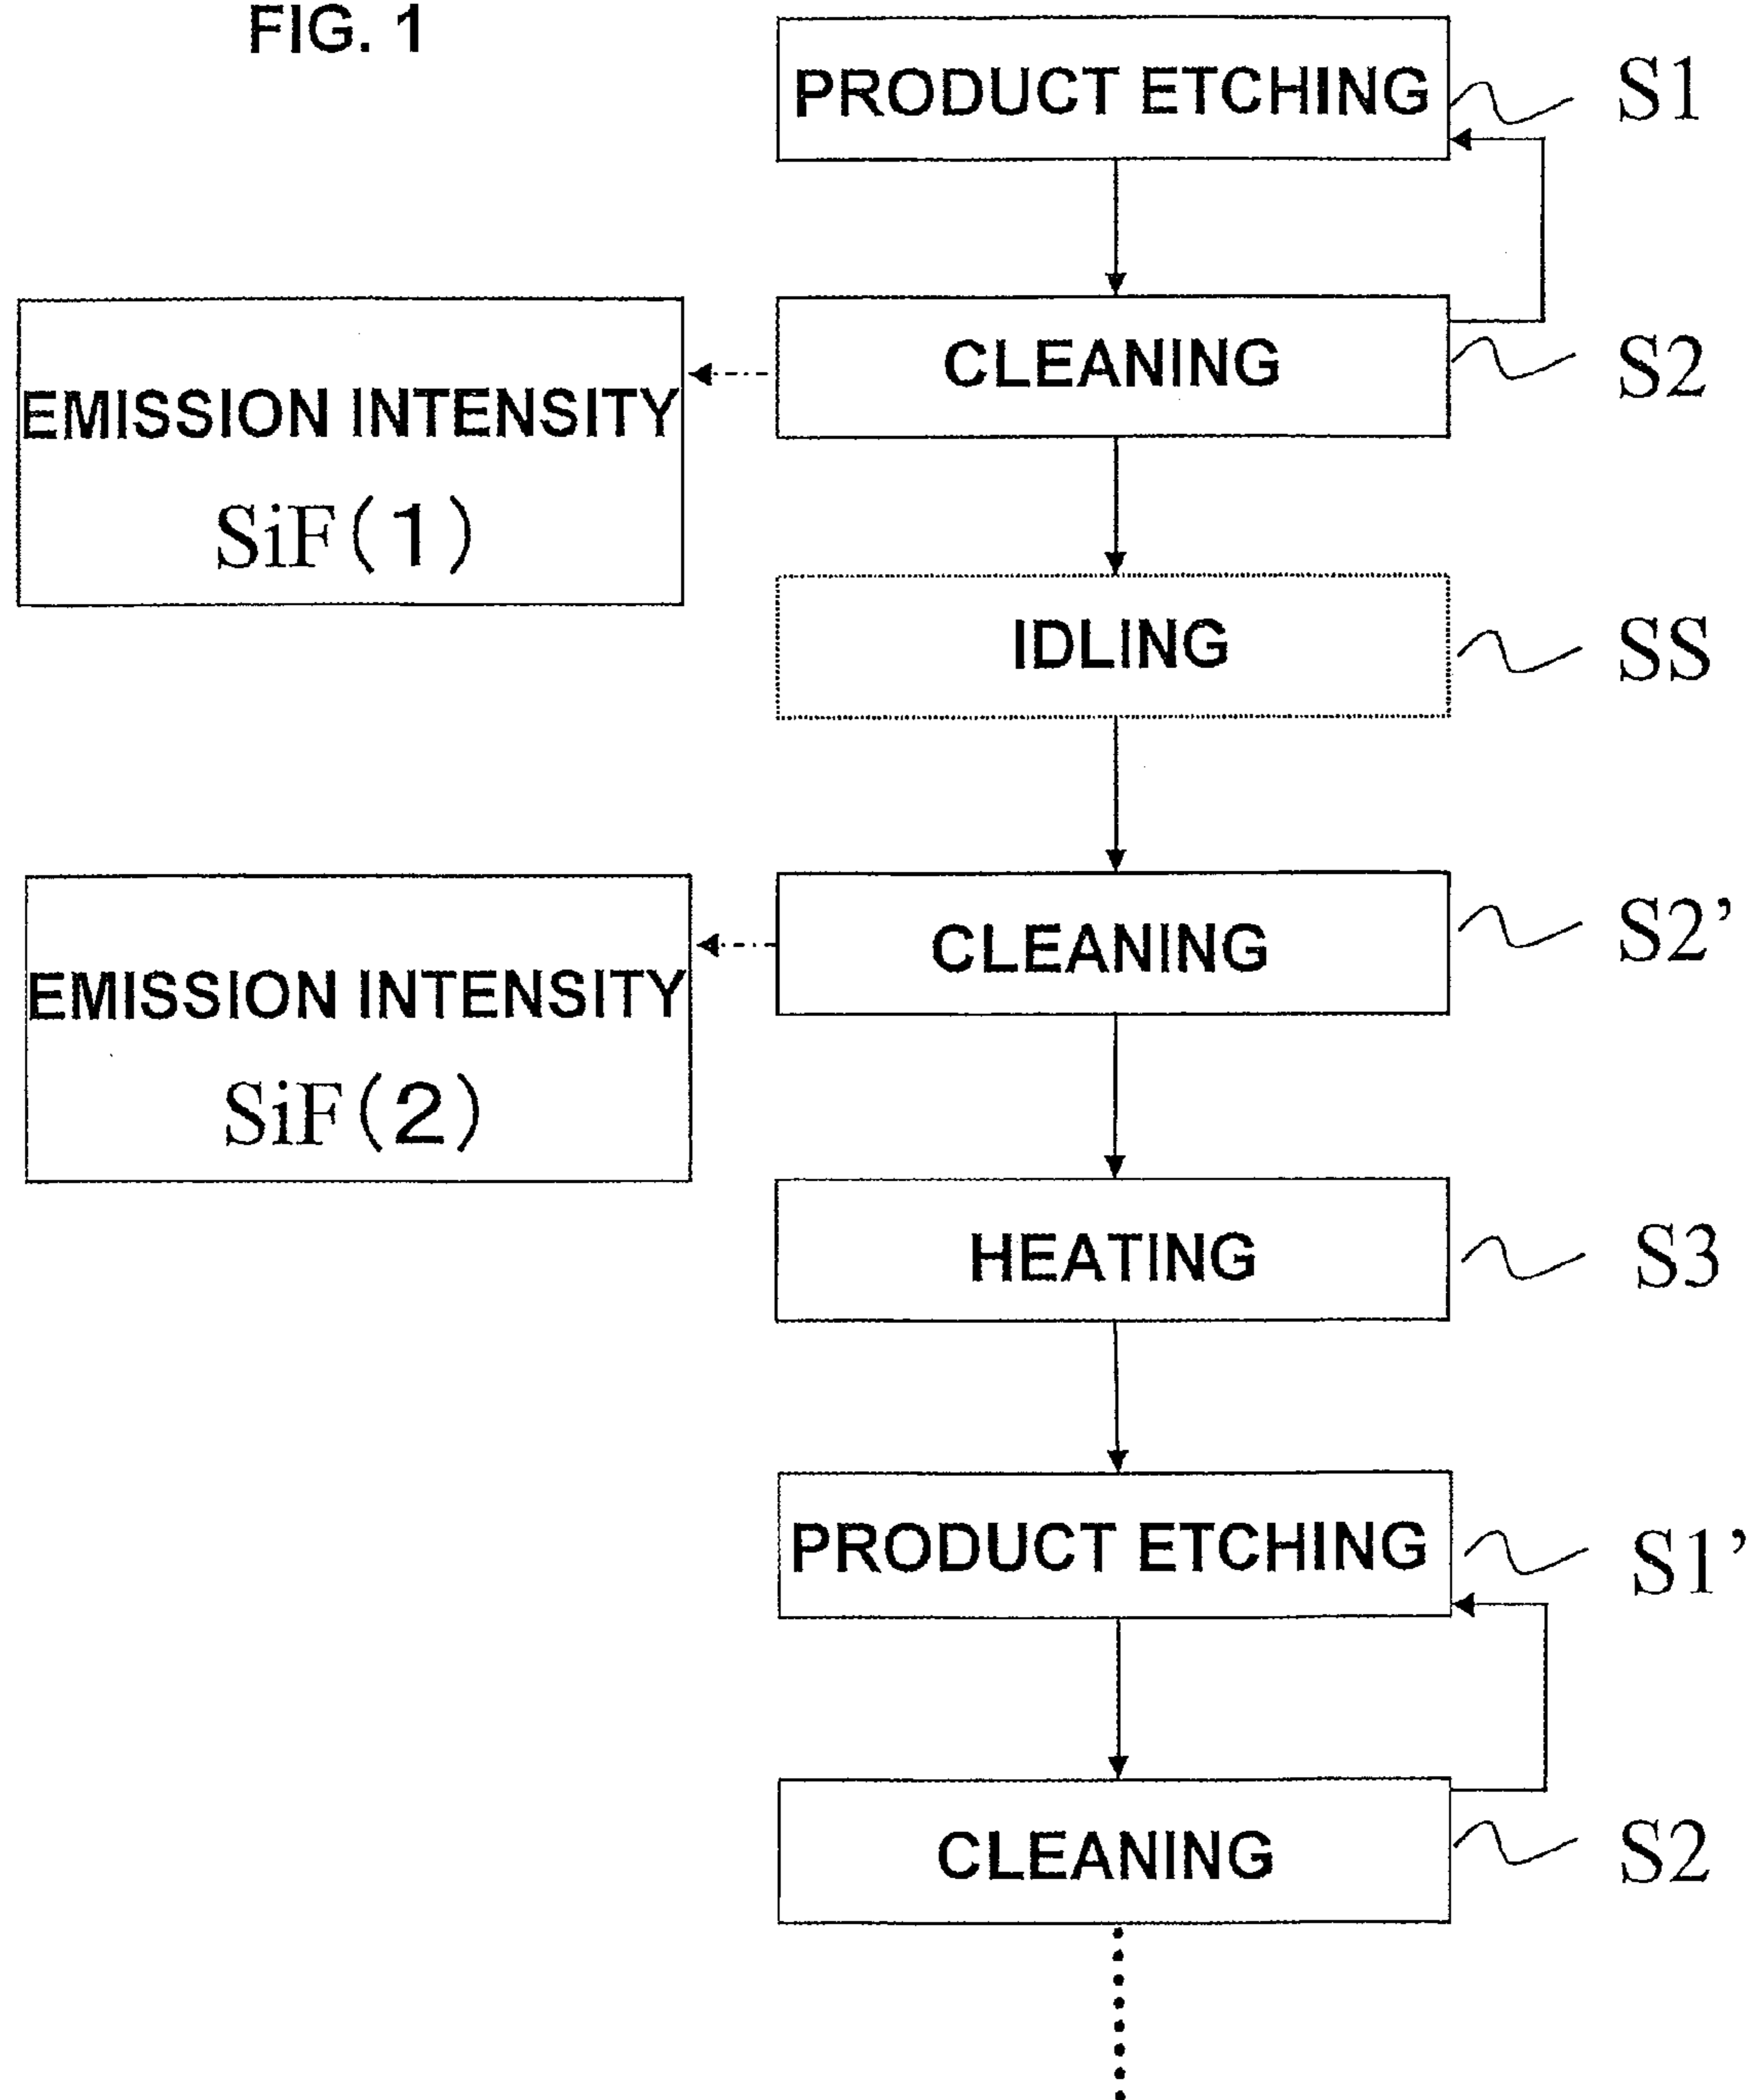 FIG. 1
PRODUCT ETCHING
S1
CLEANING
S2
EMISSION INTENSITY
SiF(1)
IDLING
SS
CLEANING
S2’
EMISSION INTENSITY
SiF(2)
HEATING
S3
PRODUCT ETCHING
S1’
CLEANING
S2